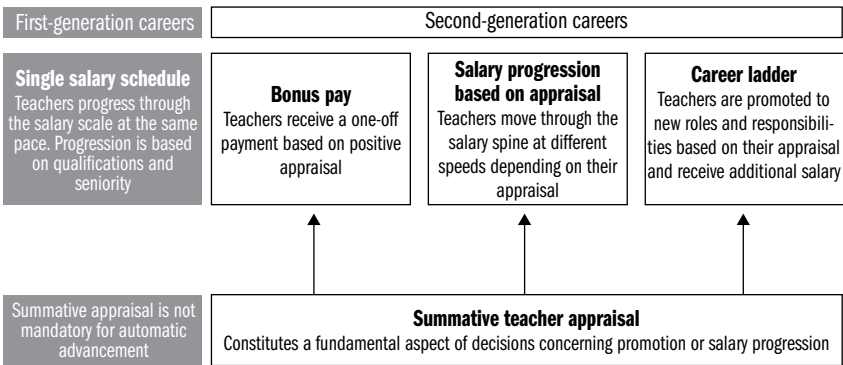 First-generation careers
Second-generation careers
Single salary schedule
Teachers progress through
the salary scale at the same
pace. Progression is based
on qualifications and
seniority
Bonus pay
Teachers receive a one-off
payment based on positive
appraisal
Salary progression
based on appraisal
Teachers move through the
salary spine at different
speeds depending on their
appraisal
Career ladder
Teachers are promoted to
new roles and responsibili-
ties based on their appraisal
and receive additional salary
Summative appraisal is not
mandatory for automatic
advancement
Summative teacher appraisal
Constitutes a fundamental aspect of decisions concerning promotion or salary progression